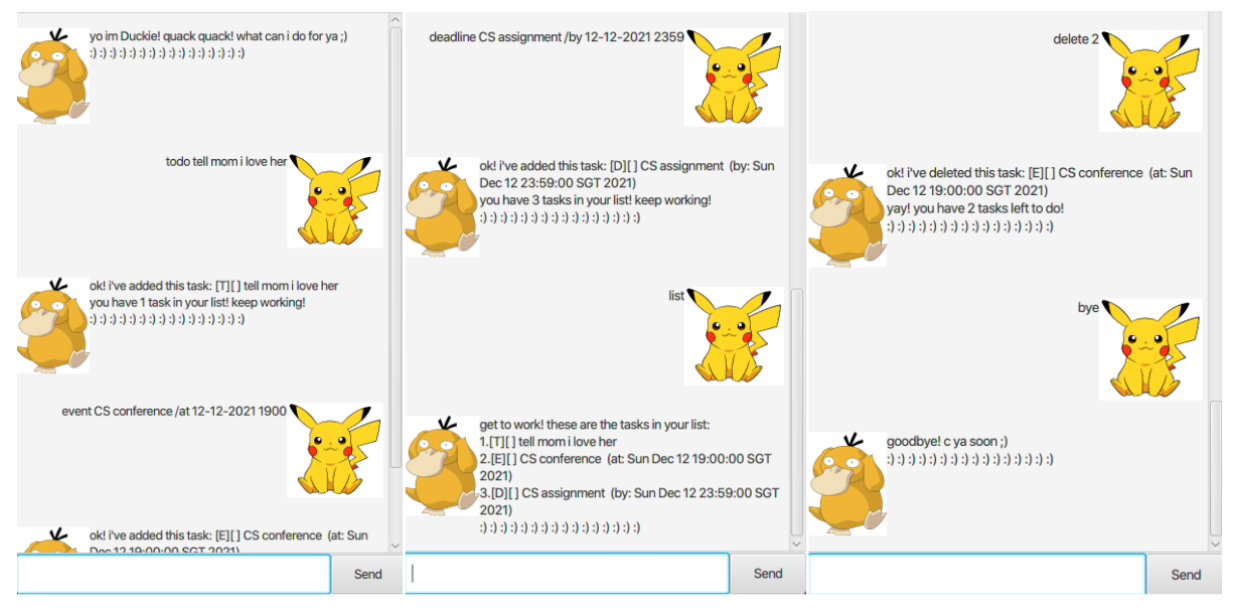 yo im Duckie! quack quack! what can i do for ya ;)
:) :) :) :) :) :) :) :) :) :) :) :) :) :) :) :)
todo tell mom i love her
ok! i've added this task: [T][ ] tell mom i love her
you have 1 task in your list! keep working!
:) :) :) :) :) :) :) :) :) :) :) :) :) :) :) :)
event CS conference /at 12-12-2021 1900
ok! i've added this task: [E][ ] CS conference (at: Sun
Dec 12 19:00:00 SGT 2021)
Send
deadline CS assignment /by 12-12-2021 2359
ok! i've added this task: [D][ ] CS assignment (by: Sun
Dec 12 23:59:00 SGT 2021)
you have 3 tasks in your list! keep working!
:) :) :) :) :) :) :) :) :) :) :) :) :) :) :) :)
list
get to work! these are the tasks in your list:
1.[T][ ] tell mom i love her
2.[E][ ] CS conference (at: Sun Dec 12 19:00:00 SGT
2021)
3.[D][ ] CS assignment (by: Sun Dec 12 23:59:00 SGT
2021)
:) :) :) :) :) :) :) :) :) :) :) :) :) :) :) :)
Send
delete 2
ok! i've deleted this task: [E][ ] CS conference (at: Sun
Dec 12 19:00:00 SGT 2021)
yay! you have 2 tasks left to do!
:) :) :) :) :) :) :) :) :) :) :) :) :) :) :) :)
bye
goodbye! c ya soon ;)
:) :) :) :) :) :) :) :) :) :) :) :) :) :) :) :)
Send